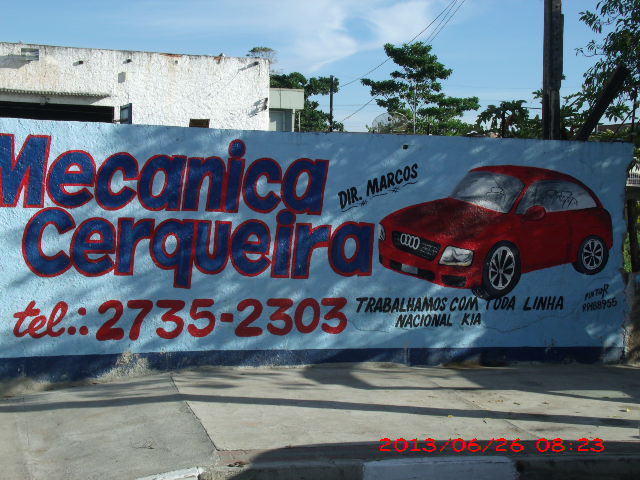 Mecanica
Cerqueira
DIR. MARCOS
tel.: 2735-2303
TRABALHAMOS COM TODA LINHA
NACIONAL KIA
PINTOR
2013/06/26 08:23